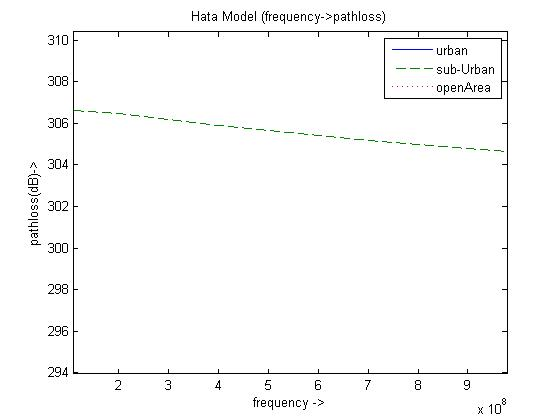 Hata Model (frequency->pathloss)
310
308
306
304
302
300
298
296
294
pathloss(dB)->
urban
sub-Urban
openArea
2 3 4 5 6 7 8 9
frequency ->
x 10^8